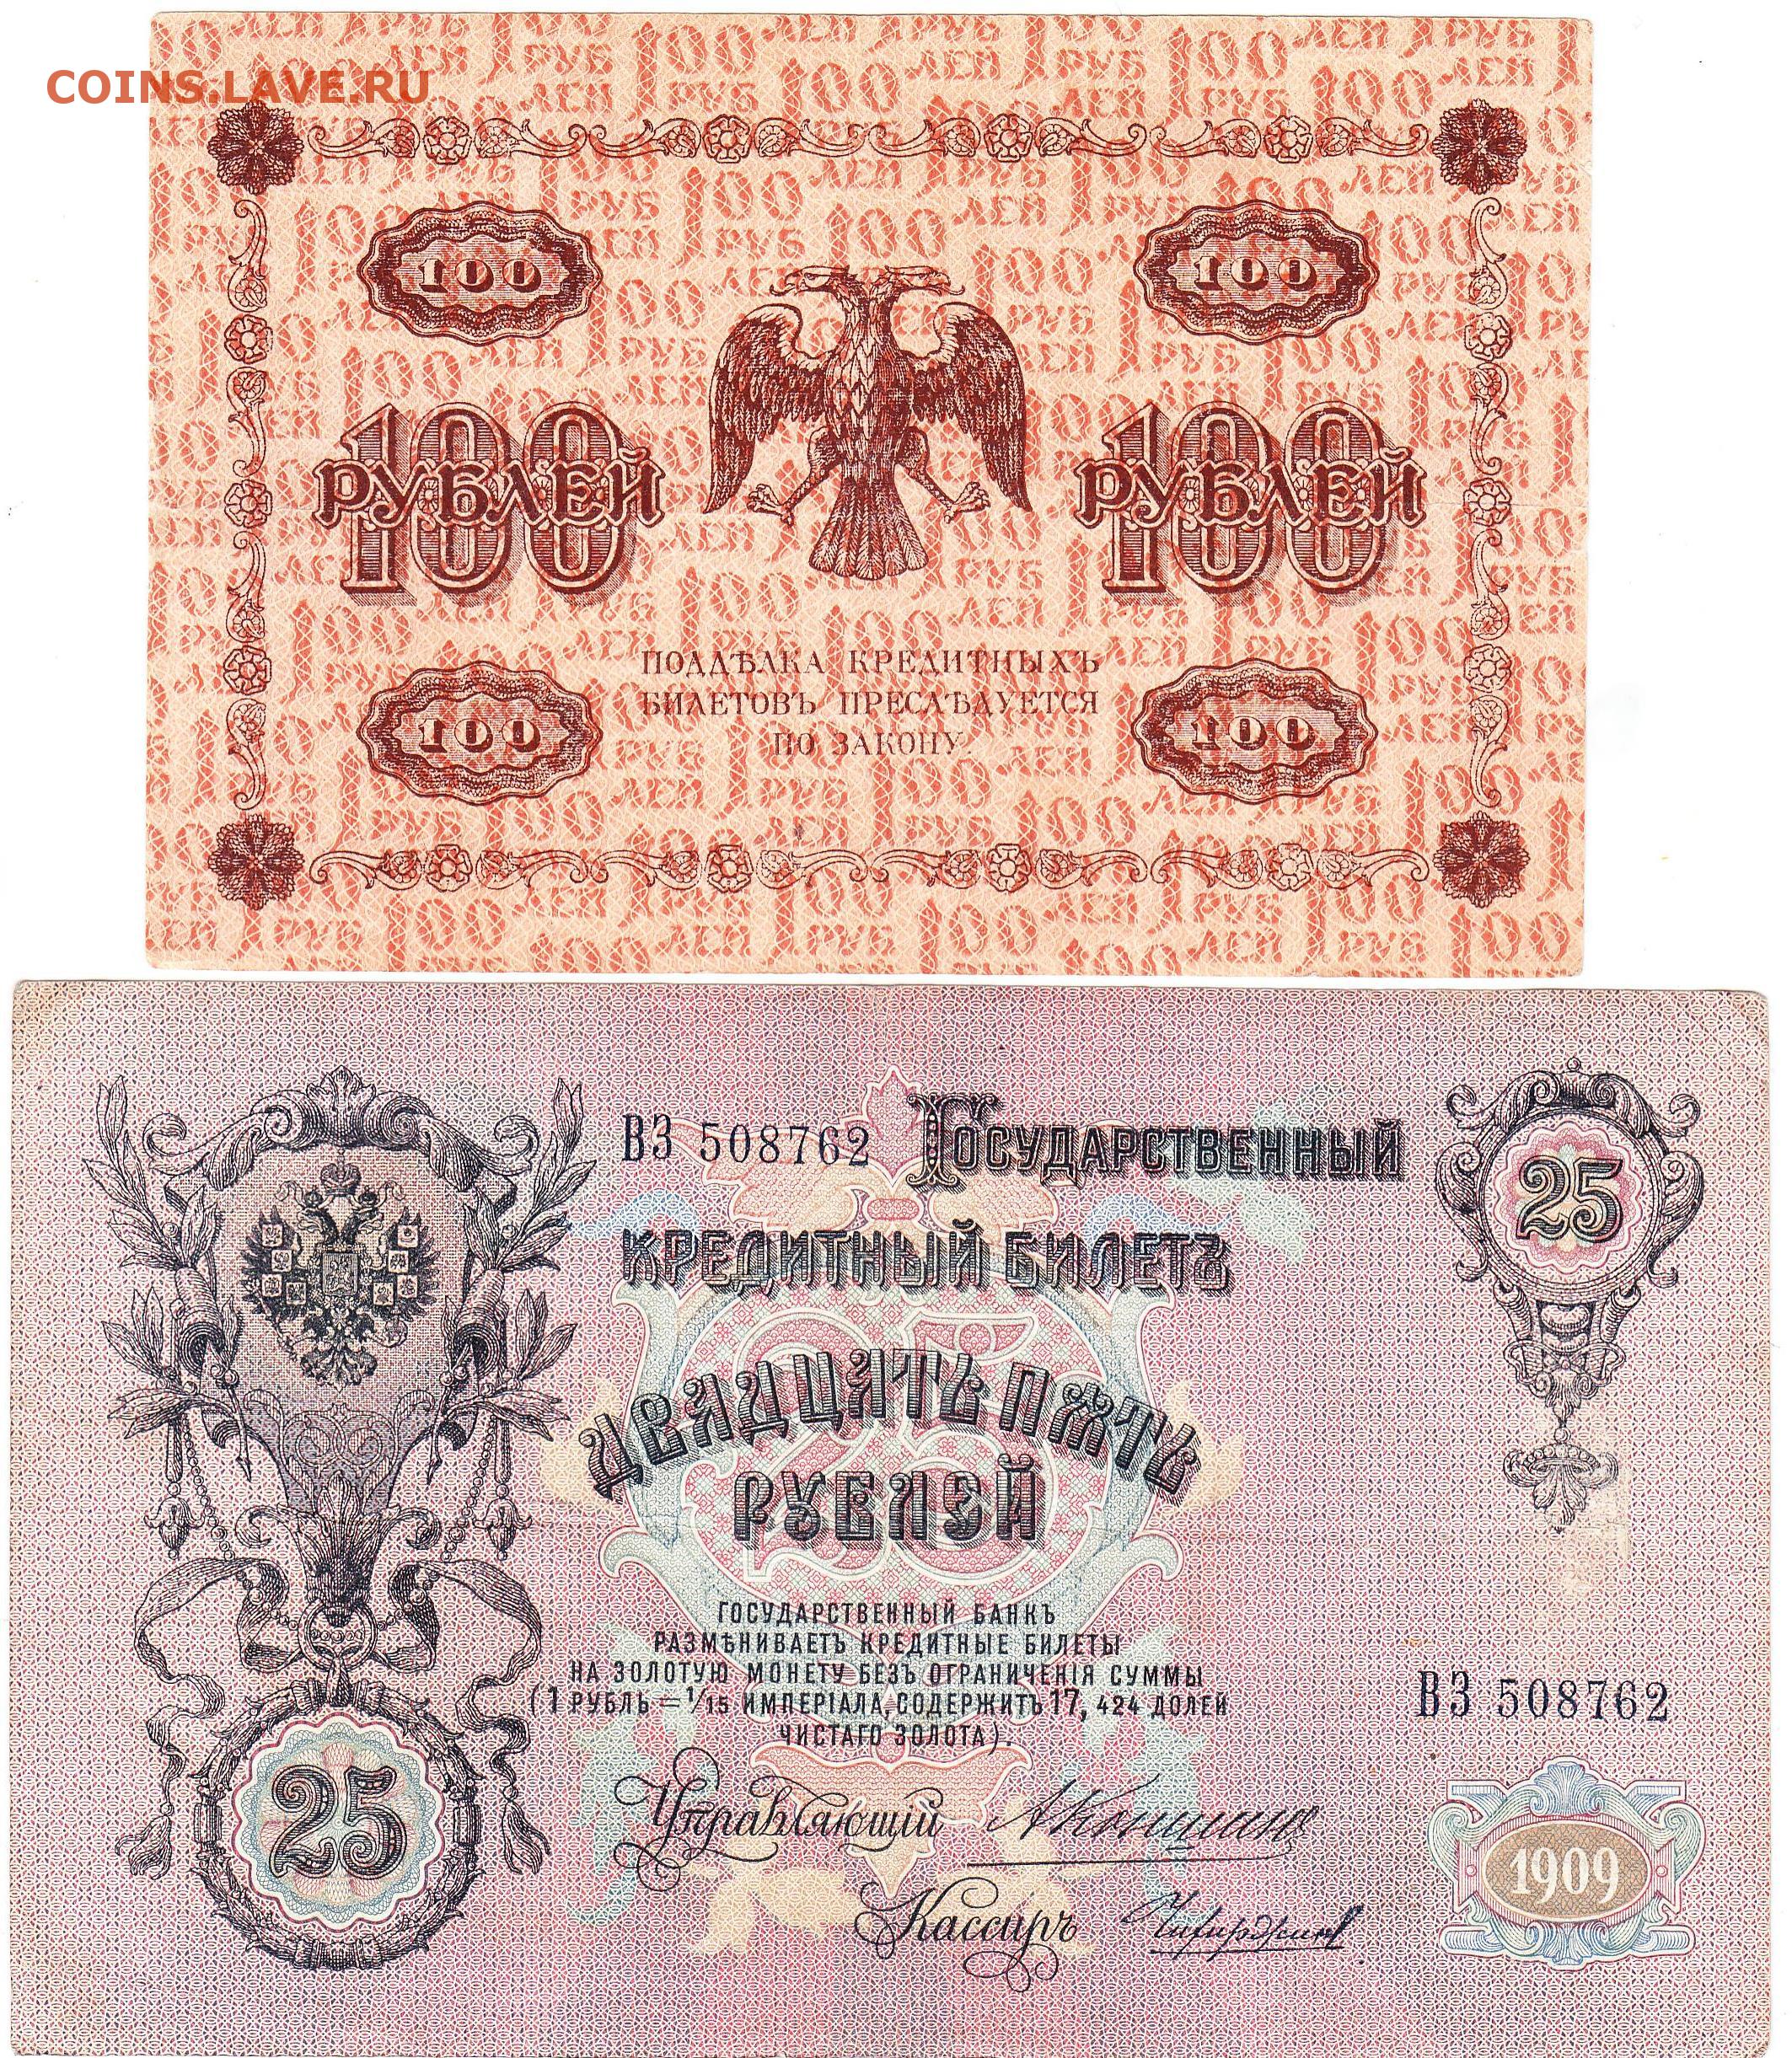 COINS.LAVE.RU
100 100
100 РУБЛЕЙ 100 РУБЛЕЙ
ПОДДѢЛКА КРЕДИТНЫХЪ
БИЛЕТОВЪ ПРЕСЛѢДУЕТСЯ
ПО ЗАКОНУ.
100 100
ВЗ 508762 ГОСУДАРСТВЕННЫЙ
25
КРЕДИТНЫЙ БИЛЕТЪ
25
ДВАДЦАТЬ ПЯТЬ
РУБЛЕЙ
ГОСУДАРСТВЕННЫЙ БАНКЪ
РАЗМѢНИВАЕТЪ КРЕДИТНЫЕ БИЛЕТЫ
НА ЗОЛОТУЮ МОНЕТУ БЕЗЪ ОГРАНИЧЕНІЯ СУММЫ
(1 РУБЛЬ=1/15 ИМПЕРІАЛА, СОДЕРЖИТЪ 17, 424 ДОЛЕЙ
ЧИСТАГО ЗОЛОТА).
ВЗ 508762
25
Управляющій
Кассиръ
1909